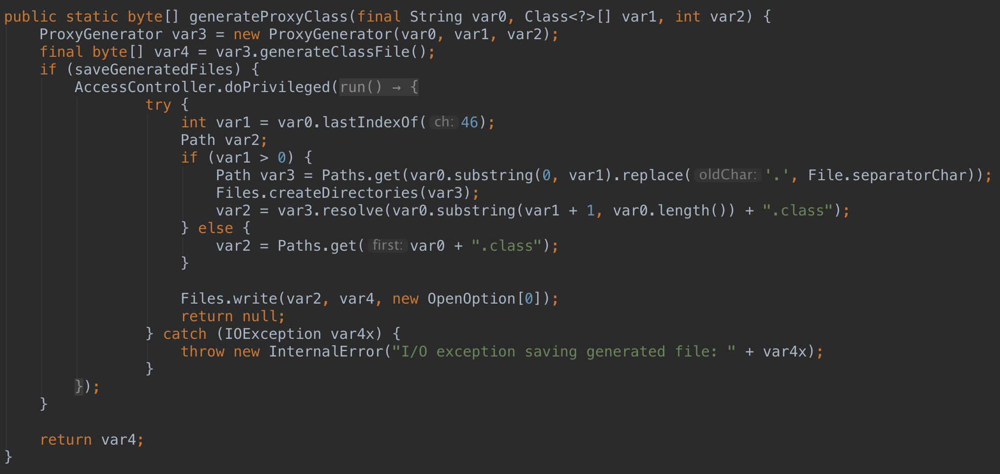 public static byte[] generateProxyClass(final String var0, Class<?>[] var1, int var2) {
    ProxyGenerator var3 = new ProxyGenerator(var0, var1, var2);
    final byte[] var4 = var3.generateClassFile();
    if (saveGeneratedFiles) {
        AccessController.doPrivileged(run() → {
                try {
                    int var1 = var0.lastIndexOf( ch: 46);
                    Path var2;
                    if (var1 > 0) {
                        Path var3 = Paths.get(var0.substring(0, var1).replace( oldChar: '.', File.separatorChar));
                        Files.createDirectories(var3);
                        var2 = var3.resolve(var0.substring(var1 + 1, var0.length()) + ".class");
                    } else {
                        var2 = Paths.get( first: var0 + ".class");
                    }

                    Files.write(var2, var4, new OpenOption[0]);
                    return null;
                } catch (IOException var4x) {
                    throw new InternalError("I/O exception saving generated file: " + var4x);
                }
        });
    }

    return var4;
}